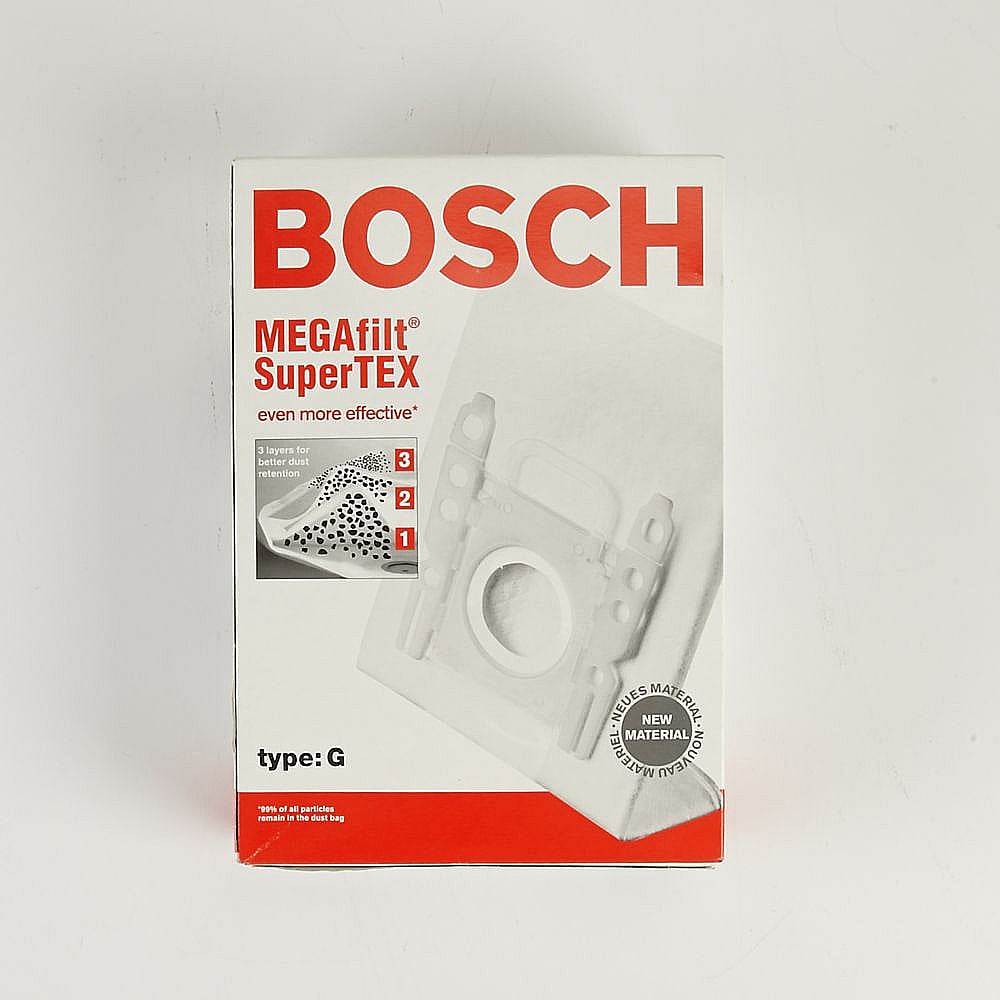 BOSCH
MEGAfilt®
SuperTEX
even more effective*
3 layers for
better dust
retention
3
2
1
NEUES MATERIAL · NOUVEAU MATERIEL ·
NEW
MATERIAL
type: G
*99% of all particles
remain in the dust bag